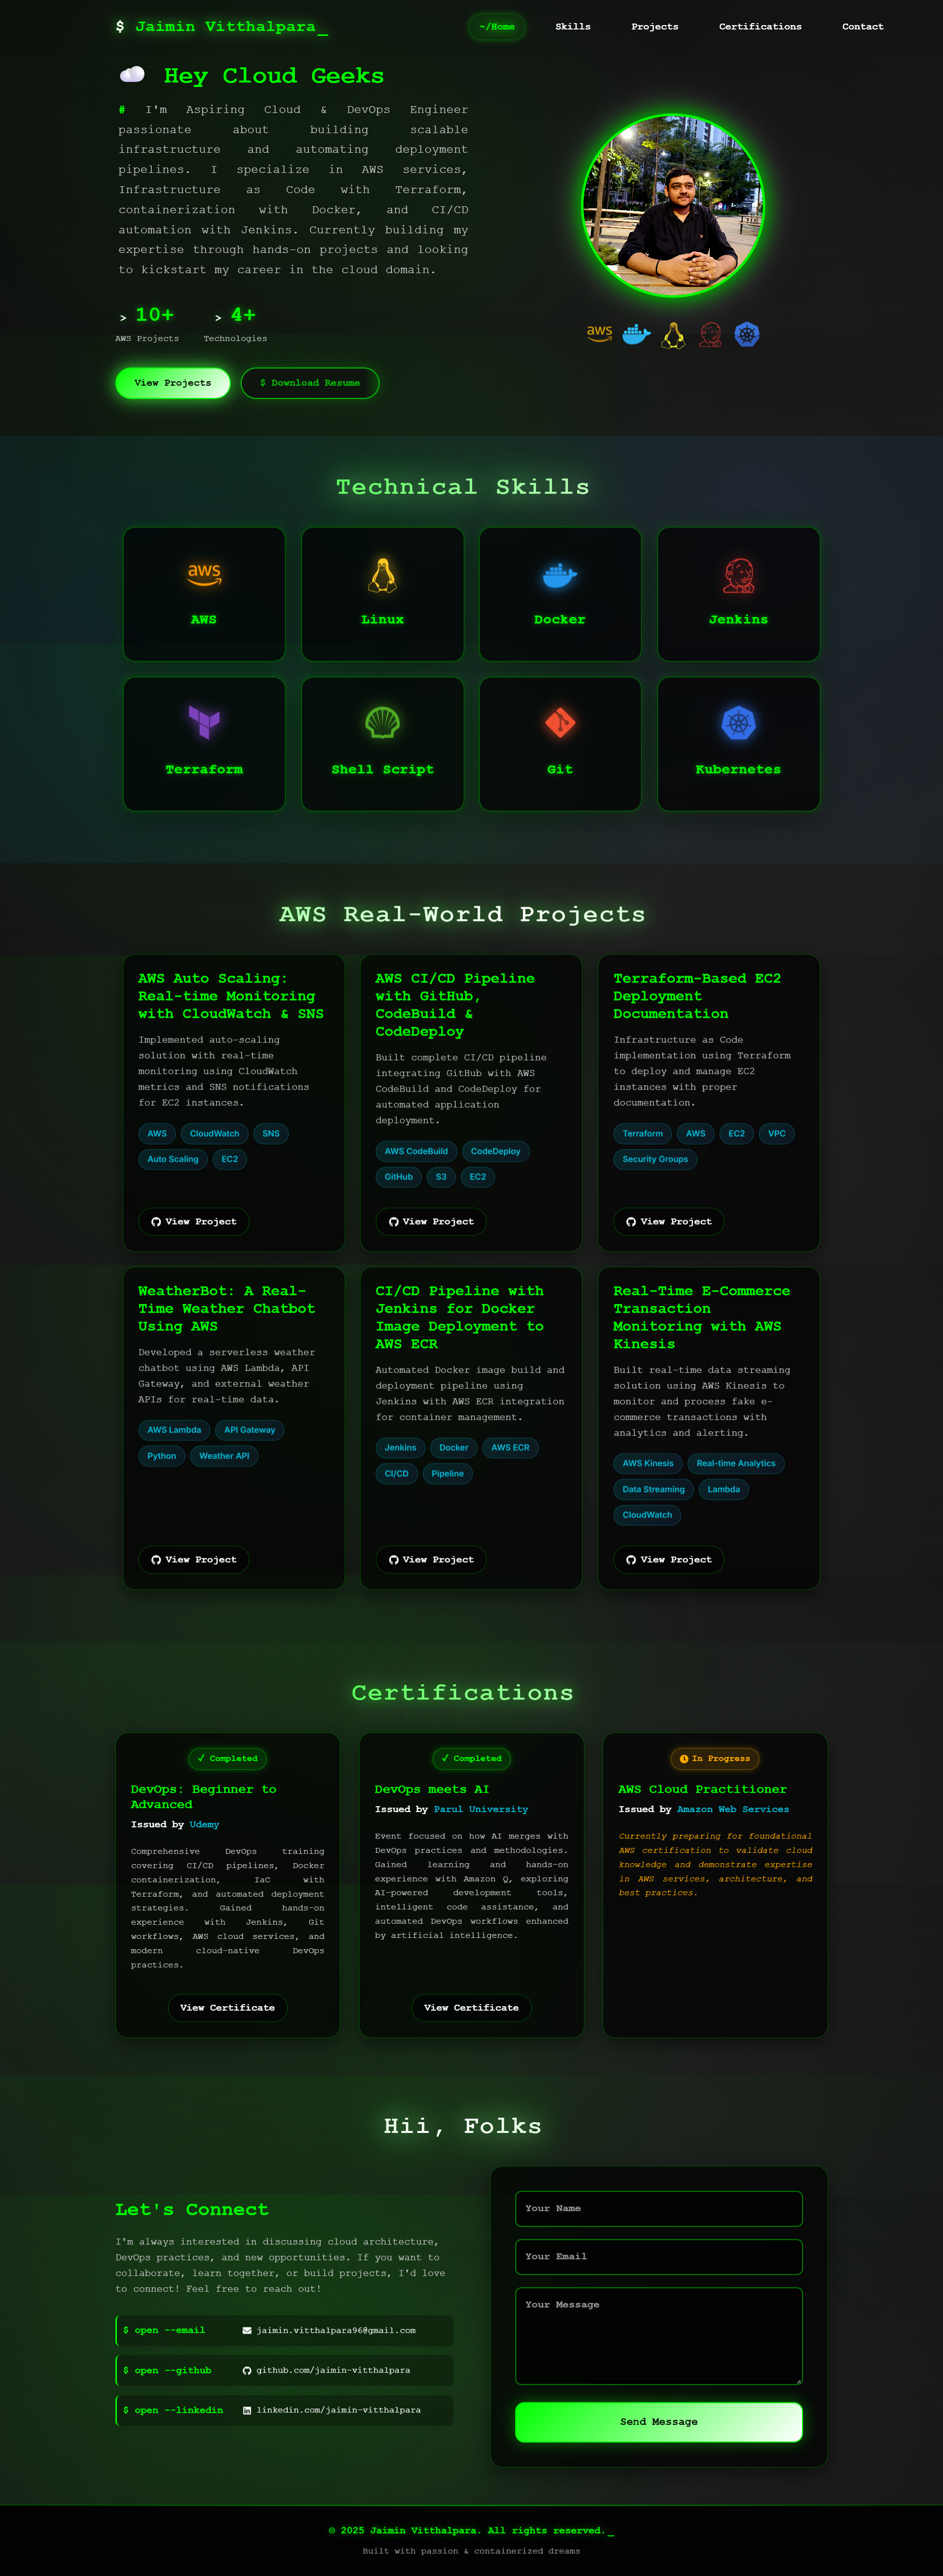 $ Jaimin Vitthalpara_
~/Home Skills Projects Certifications Contact
Hey Cloud Geeks
# I'm Aspiring Cloud & DevOps Engineer
passionate about building scalable
infrastructure and automating deployment
pipelines. I specialize in AWS services,
Infrastructure as Code with Terraform,
containerization with Docker, and CI/CD
automation with Jenkins. Currently building my
expertise through hands-on projects and looking
to kickstart my career in the cloud domain.
> 10+ > 4+
AWS Projects Technologies
aws
View Projects $ Download Resume
Technical Skills
aws
AWS Linux Docker Jenkins
Terraform Shell Script Git Kubernetes
AWS Real-World Projects
AWS Auto Scaling:
Real-time Monitoring
with CloudWatch & SNS
Implemented auto-scaling
solution with real-time
monitoring using CloudWatch
metrics and SNS notifications
for EC2 instances.
AWS CloudWatch SNS
Auto Scaling EC2
View Project
AWS CI/CD Pipeline
with GitHub,
CodeBuild &
CodeDeploy
Built complete CI/CD pipeline
integrating GitHub with AWS
CodeBuild and CodeDeploy for
automated application
deployment.
AWS CodeBuild CodeDeploy
GitHub S3 EC2
View Project
Terraform-Based EC2
Deployment
Documentation
Infrastructure as Code
implementation using Terraform
to deploy and manage EC2
instances with proper
documentation.
Terraform AWS EC2 VPC
Security Groups
View Project
WeatherBot: A Real-
Time Weather Chatbot
Using AWS
Developed a serverless weather
chatbot using AWS Lambda, API
Gateway, and external weather
APIs for real-time data.
AWS Lambda API Gateway
Python Weather API
View Project
CI/CD Pipeline with
Jenkins for Docker
Image Deployment to
AWS ECR
Automated Docker image build and
deployment pipeline using
Jenkins with AWS ECR integration
for container management.
Jenkins Docker AWS ECR
CI/CD Pipeline
View Project
Real-Time E-Commerce
Transaction
Monitoring with AWS
Kinesis
Built real-time data streaming
solution using AWS Kinesis to
monitor and process fake e-
commerce transactions with
analytics and alerting.
AWS Kinesis Real-time Analytics
Data Streaming Lambda
CloudWatch
View Project
Certifications
✓ Completed
DevOps: Beginner to
Advanced
Issued by Udemy
Comprehensive DevOps training
covering CI/CD pipelines, Docker
containerization, IaC with
Terraform, and automated deployment
strategies. Gained hands-on
experience with Jenkins, Git
workflows, AWS cloud services, and
modern cloud-native DevOps
practices.
View Certificate
✓ Completed
DevOps meets AI
Issued by Parul University
Event focused on how AI merges with
DevOps practices and methodologies.
Gained learning and hands-on
experience with Amazon Q, exploring
AI-powered development tools,
intelligent code assistance, and
automated DevOps workflows enhanced
by artificial intelligence.
View Certificate
In Progress
AWS Cloud Practitioner
Issued by Amazon Web Services
Currently preparing for foundational
AWS certification to validate cloud
knowledge and demonstrate expertise
in AWS services, architecture, and
best practices.
Hii, Folks
Let's Connect
I'm always interested in discussing cloud architecture,
DevOps practices, and new opportunities. If you want to
collaborate, learn together, or build projects, I'd love
to connect! Feel free to reach out!
$ open --email jaimin.vitthalpara96@gmail.com
$ open --github github.com/jaimin-vitthalpara
$ open --linkedin linkedin.com/jaimin-vitthalpara
Your Name
Your Email
Your Message
Send Message
© 2025 Jaimin Vitthalpara. All rights reserved._
Built with passion & containerized dreams